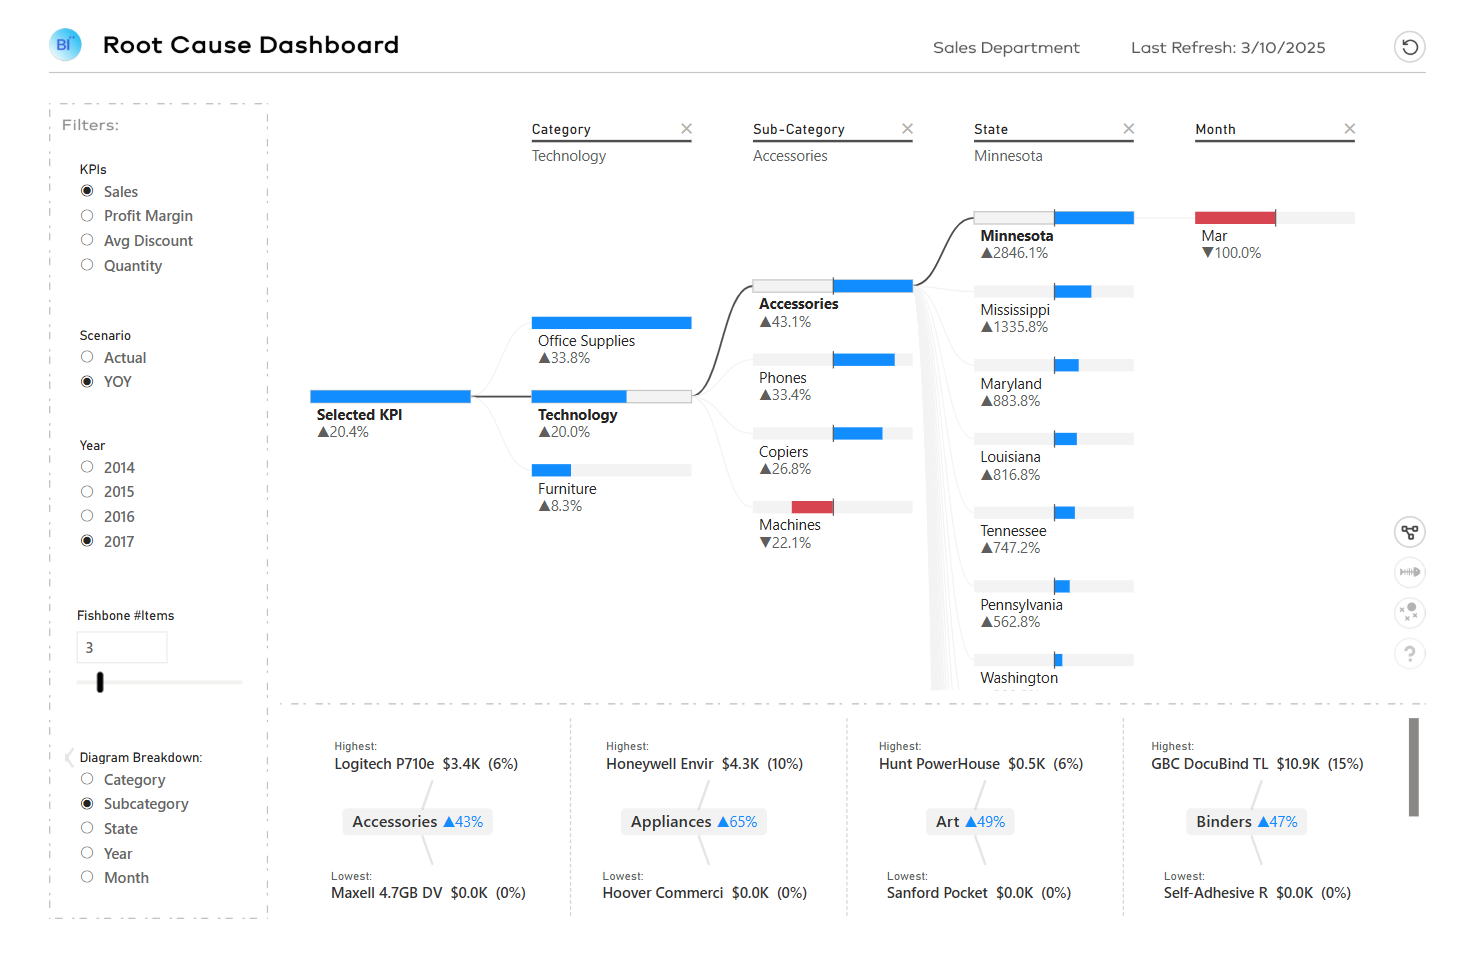 BI
Root Cause Dashboard
Sales Department
Last Refresh: 3/10/2025
Filters:
KPIs
Sales
Profit Margin
Avg Discount
Quantity
Scenario
Actual
YOY
Year
2014
2015
2016
2017
Fishbone #Items
3
Diagram Breakdown:
Category
Subcategory
State
Year
Month
Category
Technology
Sub-Category
Accessories
State
Minnesota
Month
Selected KPI
▲20.4%
Office Supplies
▲33.8%
Technology
▲20.0%
Furniture
▲8.3%
Accessories
▲43.1%
Phones
▲33.4%
Copiers
▲26.8%
Machines
▼22.1%
Minnesota
▲2846.1%
Mississippi
▲1335.8%
Maryland
▲883.8%
Louisiana
▲816.8%
Tennessee
▲747.2%
Pennsylvania
▲562.8%
Washington
Mar
▼100.0%
?
Highest:
Logitech P710e $3.4K (6%)
Accessories ▲43%
Lowest:
Maxell 4.7GB DV $0.0K (0%)
Highest:
Honeywell Envir $4.3K (10%)
Appliances ▲65%
Lowest:
Hoover Commerci $0.0K (0%)
Highest:
Hunt PowerHouse $0.5K (6%)
Art ▲49%
Lowest:
Sanford Pocket $0.0K (0%)
Highest:
GBC DocuBind TL $10.9K (15%)
Binders ▲47%
Lowest:
Self-Adhesive R $0.0K (0%)